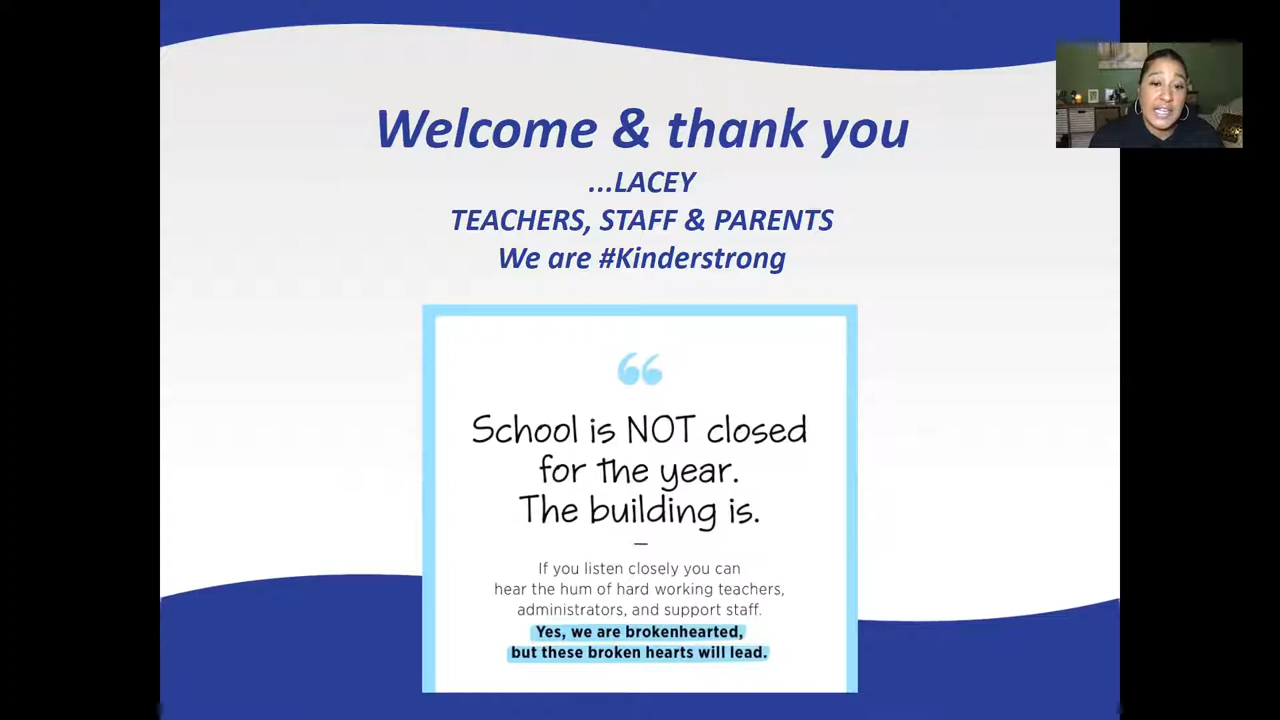 Welcome & thank you
...LACEY
TEACHERS, STAFF & PARENTS
We are #Kinderstrong
“
School is NOT closed
for the year.
The building is.
—
If you listen closely you can
hear the hum of hard working teachers,
administrators, and support staff.
Yes, we are brokenhearted,
but these broken hearts will lead.